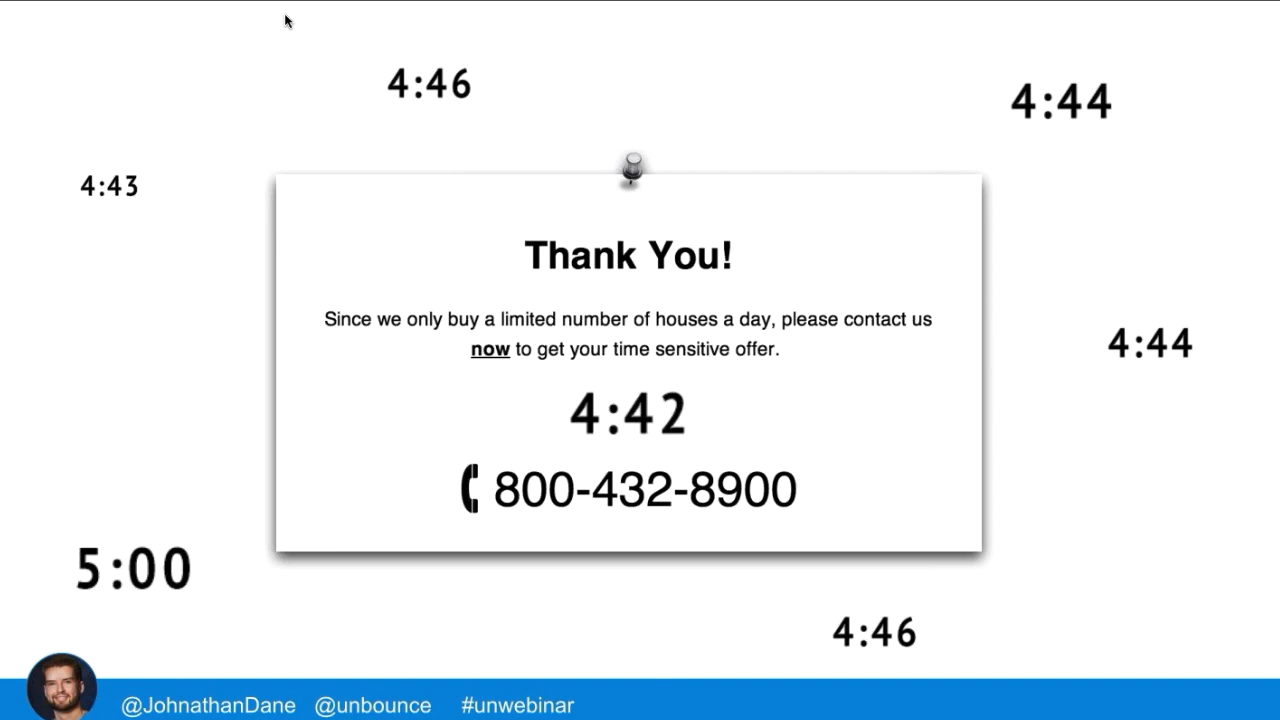 4:46
4:44
4:43
Thank You!
Since we only buy a limited number of houses a day, please contact us
now to get your time sensitive offer.
4:44
4:42
800-432-8900
5:00
4:46
@JohnathanDane @unbounce #unwebinar